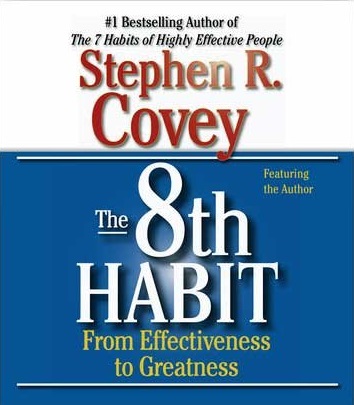 #1 Bestselling Author of
The 7 Habits of Highly Effective People
Stephen R.
Covey
Featuring
the Author
The 8th
HABIT
From Effectiveness
to Greatness